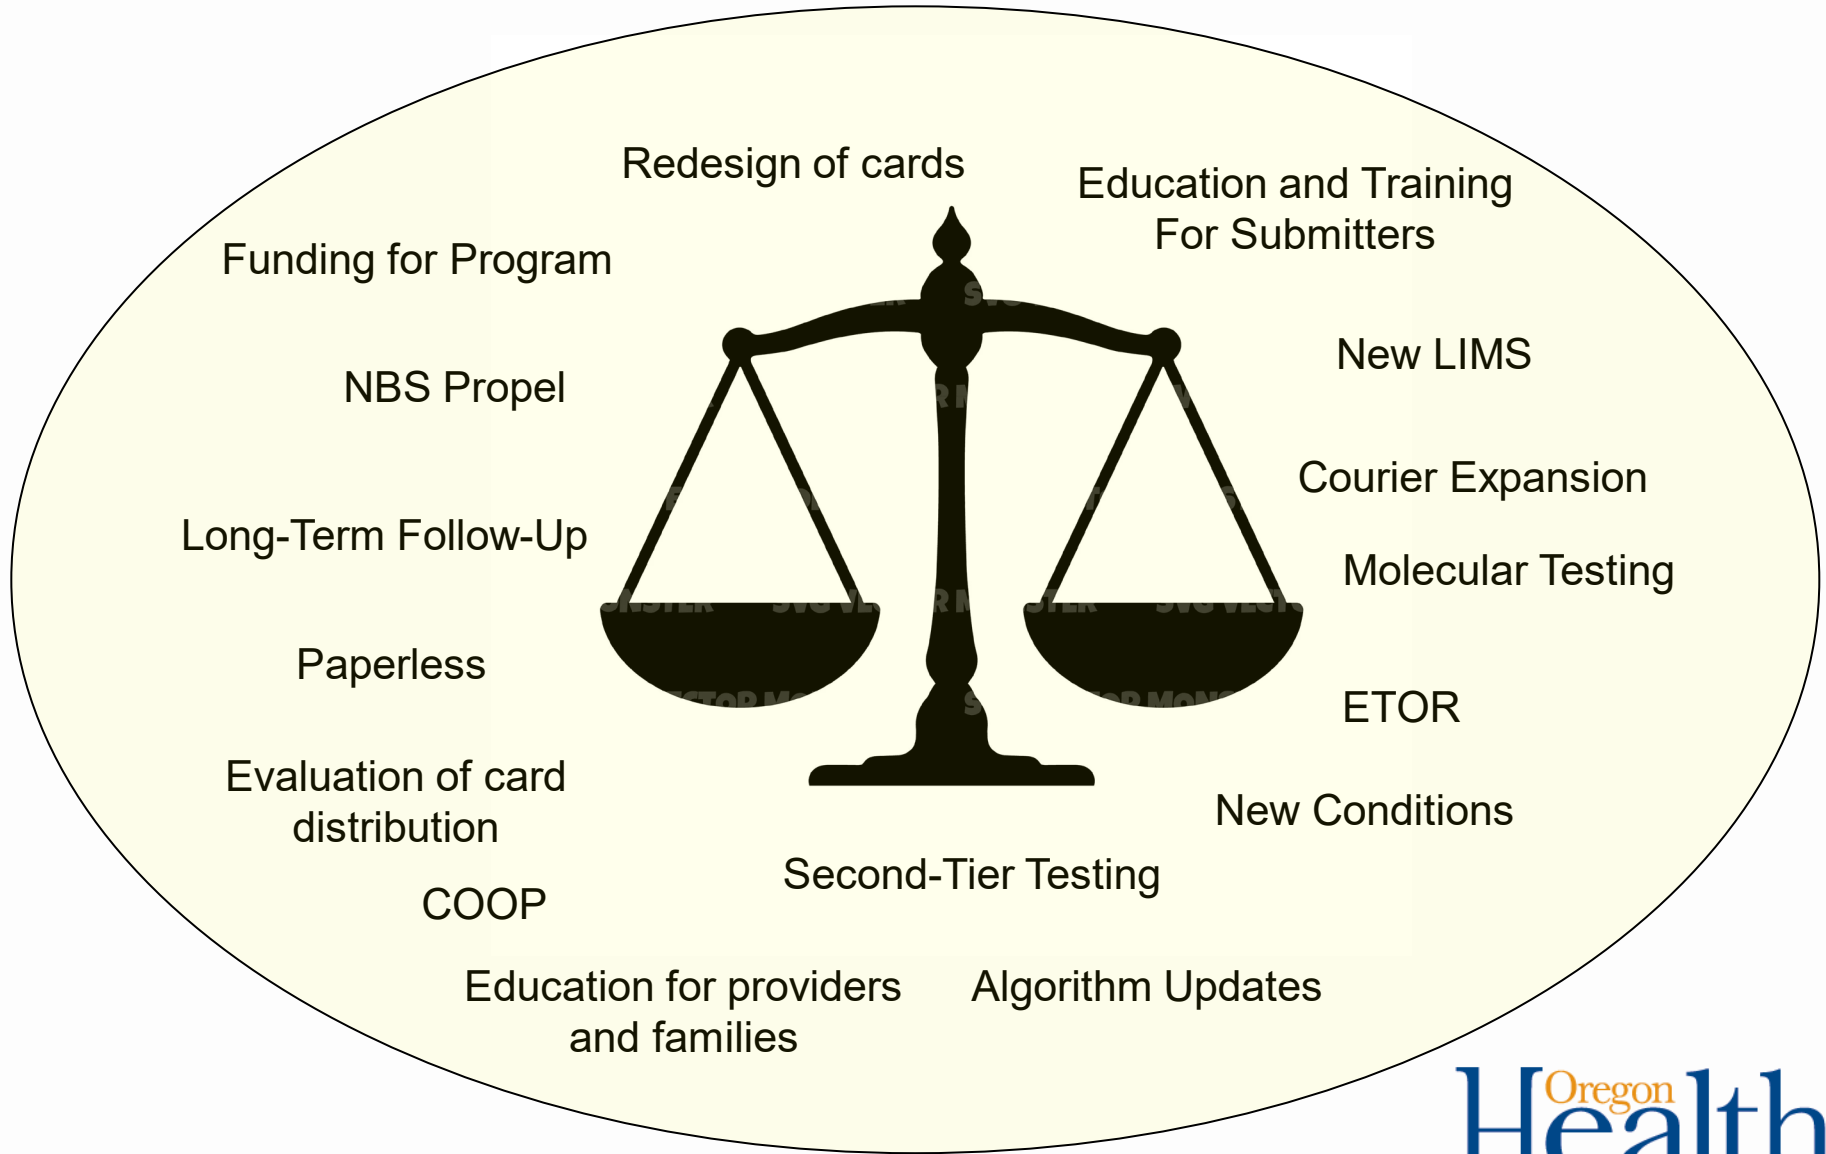 Redesign of cards
Education and Training
For Submitters
Funding for Program
New LIMS
NBS Propel
Courier Expansion
Long-Term Follow-Up
Molecular Testing
Paperless
ETOR
Evaluation of card
distribution
New Conditions
Second-Tier Testing
COOP
Education for providers
and families
Algorithm Updates
Oregon
Health